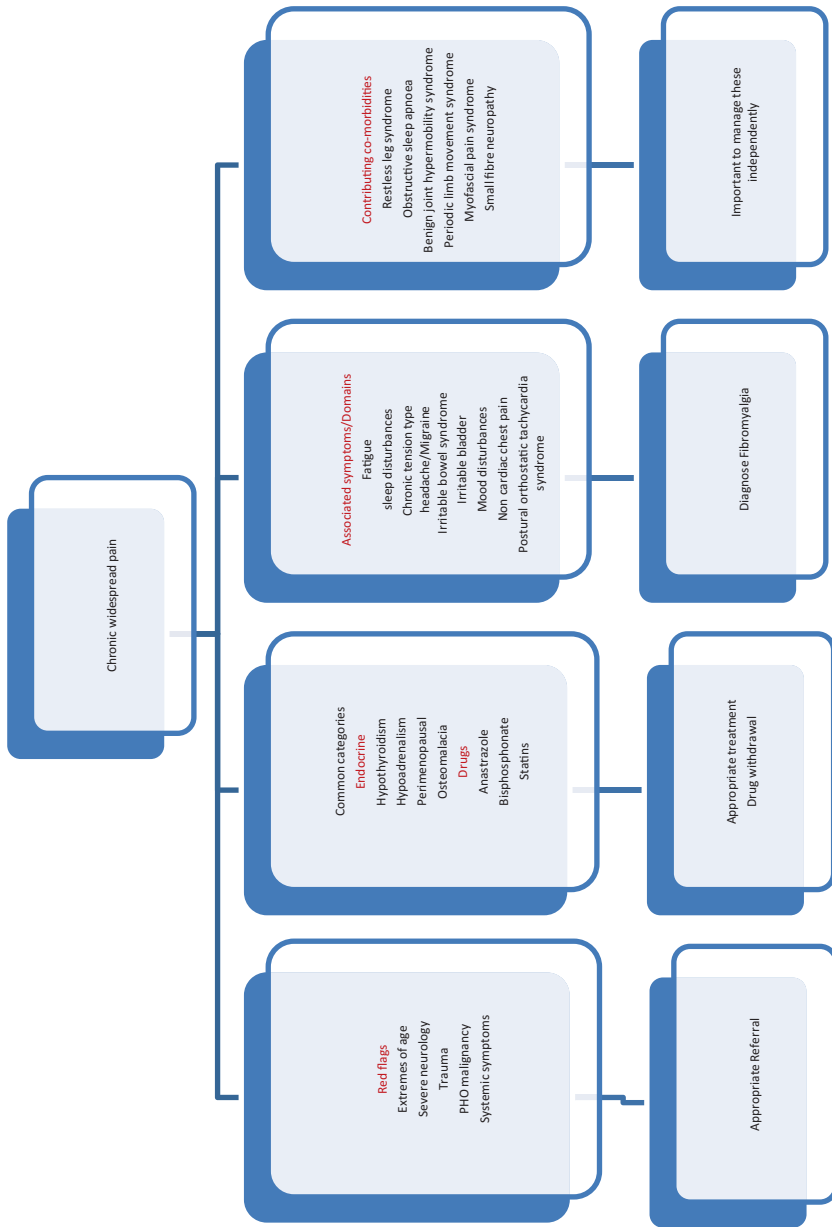 Chronic widespread pain
Red flags
Extremes of age
Severe neurology
Trauma
PHO malignancy
Systemic symptoms
Appropriate Referral
Common categories
Endocrine
Hypothyroidism
Hypoadrenalism
Perimenopausal
Osteomalacia
Drugs
Anastrazole
Bisphosphonate
Statins
Appropriate treatment
Drug withdrawal
Associated symptoms/Domains
Fatigue
sleep disturbances
Chronic tension type
headache/Migraine
Irritable bowel syndrome
Irritable bladder
Mood disturbances
Non cardiac chest pain
Postural orthostatic tachycardia
syndrome
Diagnose Fibromyalgia
Contributing co-morbidities
Restless leg syndrome
Obstructive sleep apnoea
Benign joint hypermobility syndrome
Periodic limb movement syndrome
Myofascial pain syndrome
Small fibre neuropathy
Important to manage these
independently